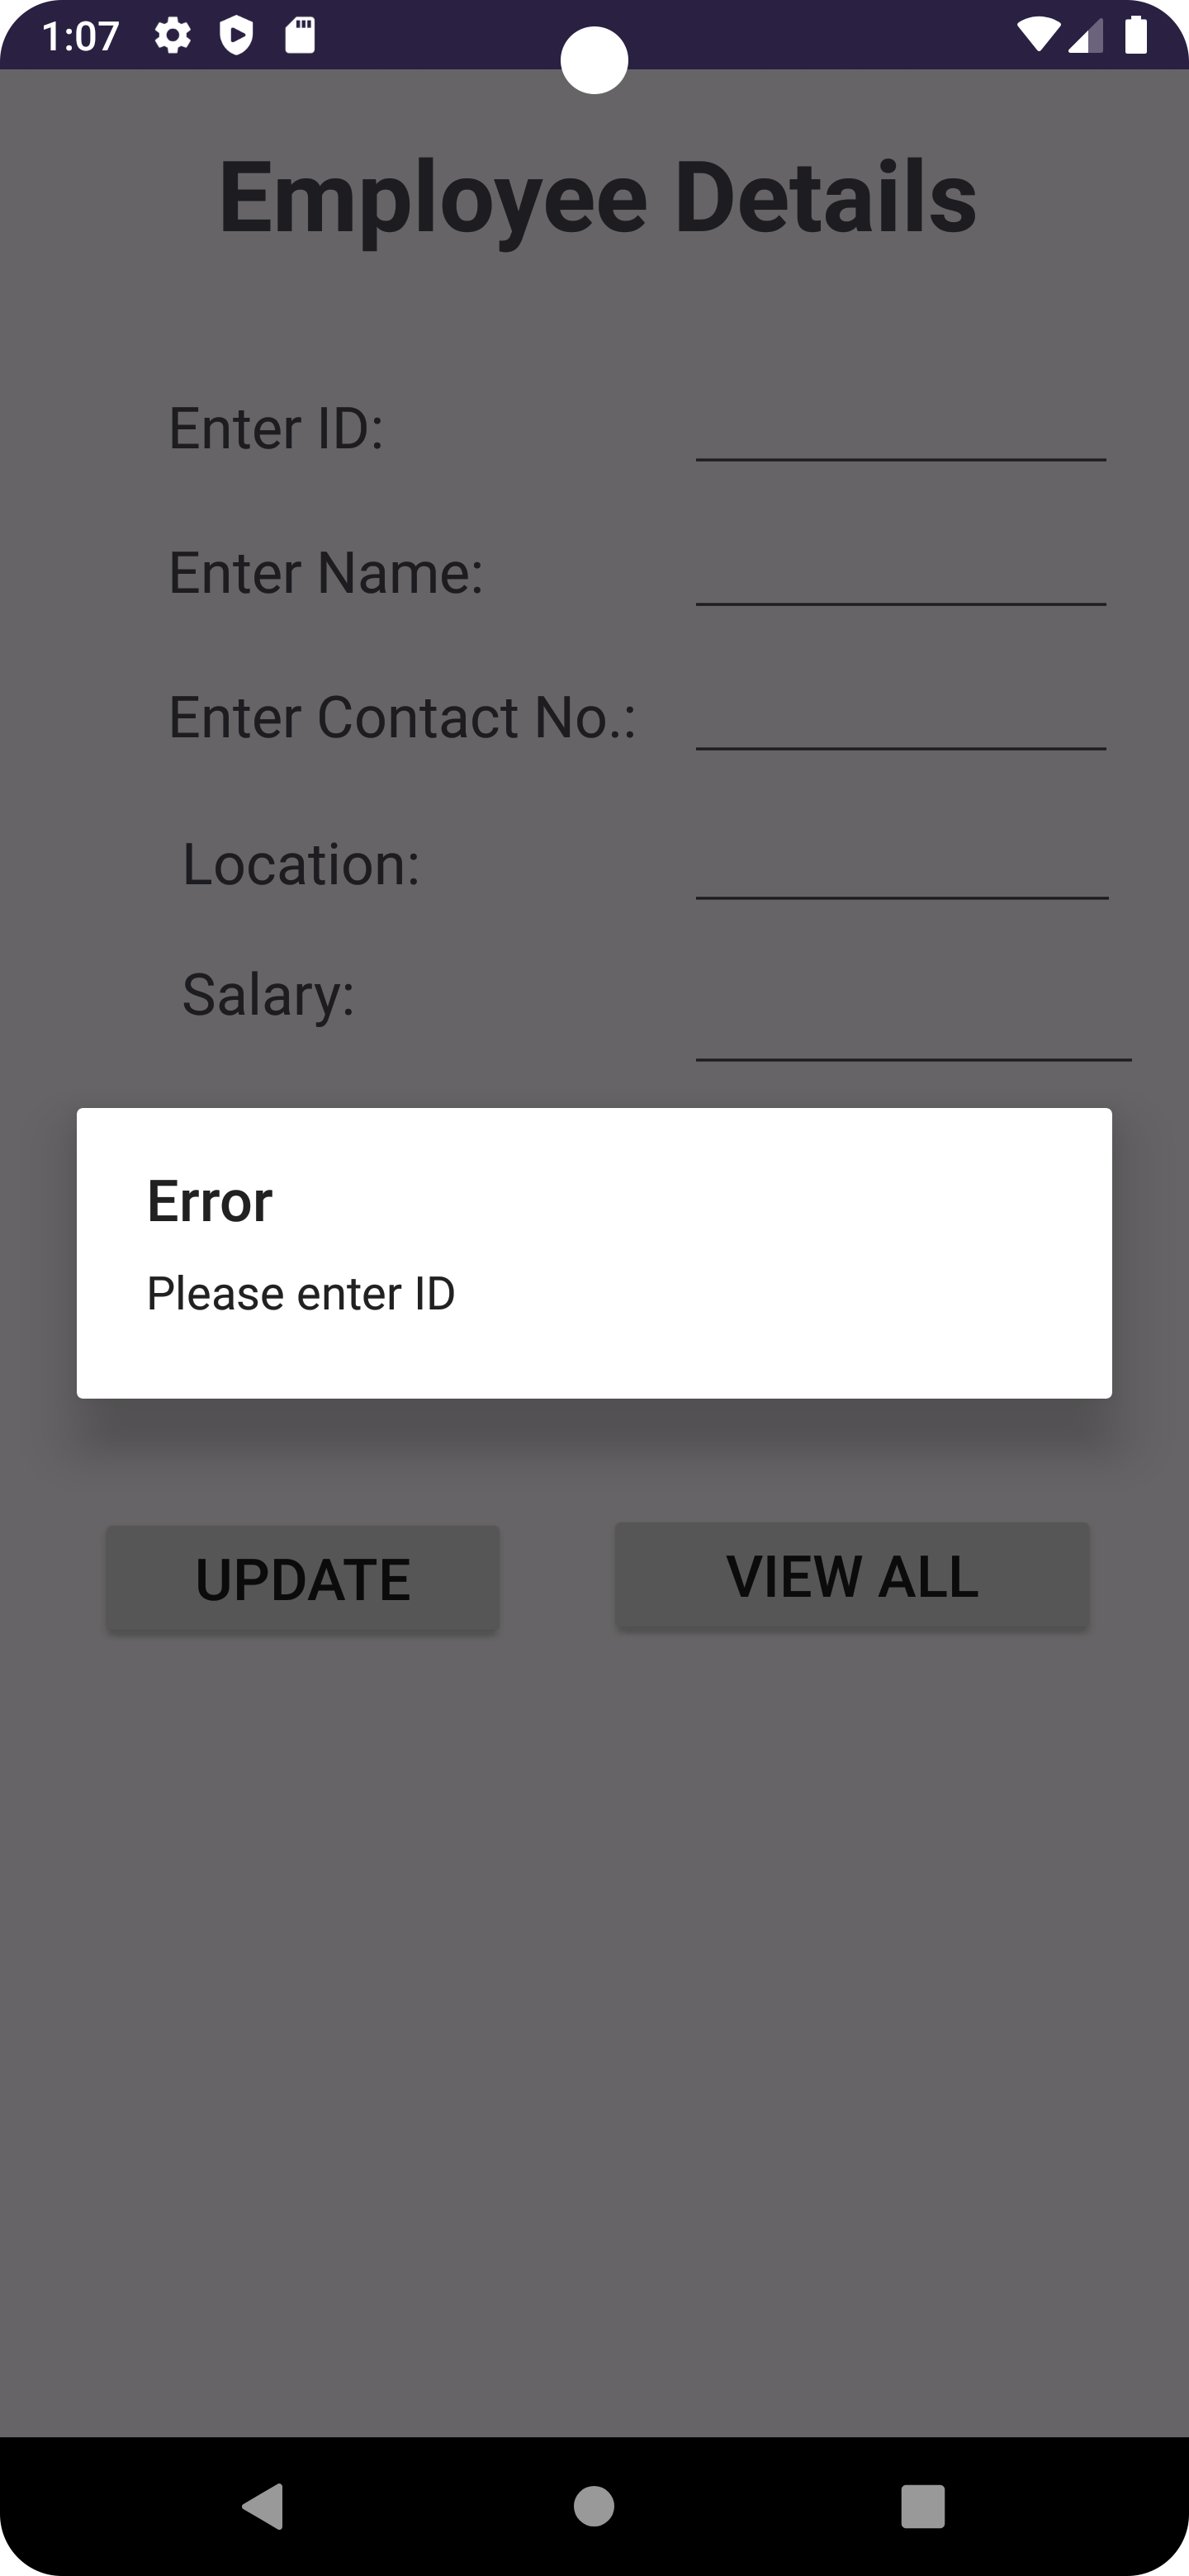 1:07
Employee Details
Enter ID:
Enter Name:
Enter Contact No.:
Location:
Salary:
Error
Please enter ID
UPDATE
VIEW ALL